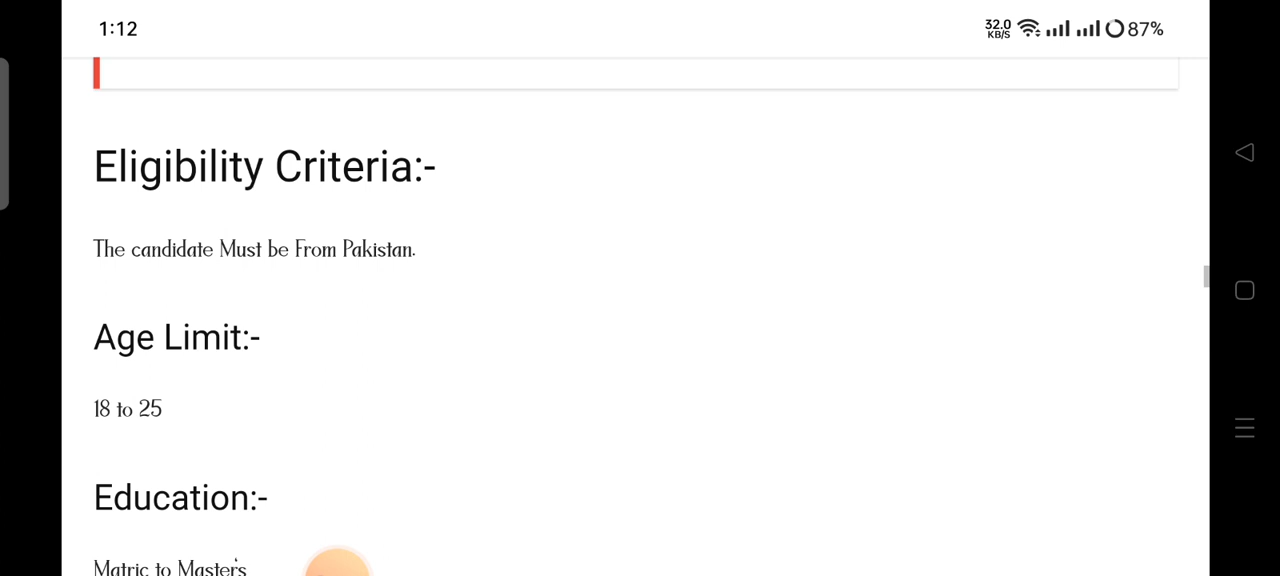 1:12
32.0
KB/S
87%
Eligibility Criteria:-
The candidate Must be From Pakistan.
Age Limit:-
18 to 25
Education:-
Matric to Master's